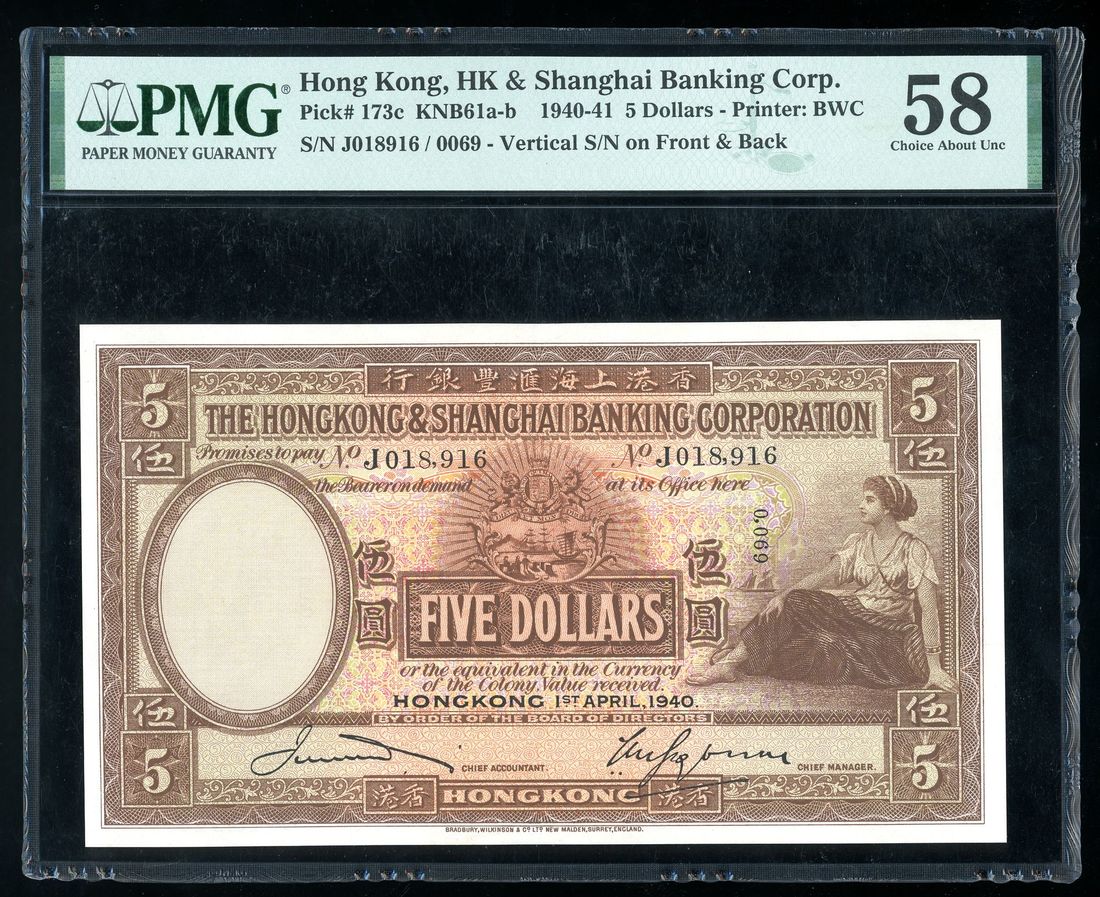 PMG®
PAPER MONEY GUARANTY
Hong Kong, HK & Shanghai Banking Corp.
Pick# 173c KNB61a-b 1940-41 5 Dollars - Printer: BWC
S/N J018916 / 0069 - Vertical S/N on Front & Back
58
Choice About Unc
5
行銀豐滙海上港香
5
THE HONGKONG & SHANGHAI BANKING CORPORATION
伍
伍
Promises to pay No J018,916
No J018,916
the Bearer on demand
at its Office here
0,069
伍圓
伍圓
FIVE DOLLARS
or the equivalent in the Currency
of the Colony, Value received.
HONGKONG 1ST APRIL, 1940.
伍
伍
BY ORDER OF THE BOARD OF DIRECTORS
5
CHIEF ACCOUNTANT.
CHIEF MANAGER.
5
港香
HONGKONG
港香
BRADBURY, WILKINSON & Co LTD NEW MALDEN, SURREY, ENGLAND.